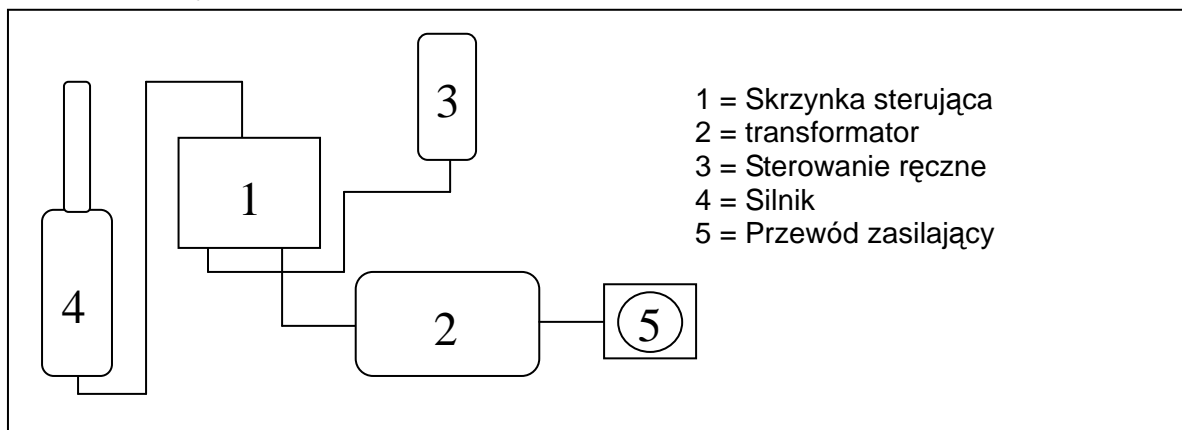 3
1 = Skrzynka sterująca
2 = transformator
3 = Sterowanie ręczne
4 = Silnik
5 = Przewód zasilający
1
4
2
5